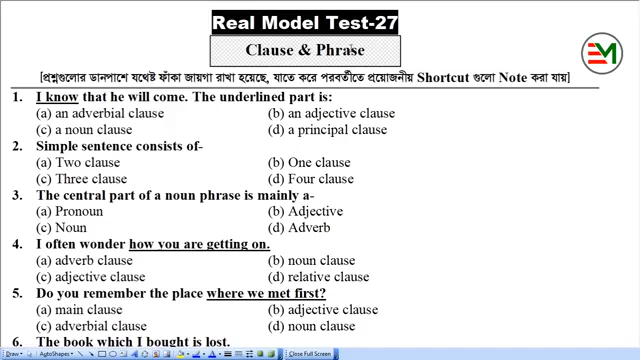 Real Model Test-27
Clause & Phrase
EM
[প্রশ্নগুলোর ডানপাশে যথেষ্ট ফাঁকা জায়গা রাখা হয়েছে, যাতে করে পরবর্তীতে প্রয়োজনীয় Shortcut গুলো Note করা যায়]
1. I know that he will come. The underlined part is:
(a) an adverbial clause (b) an adjective clause
(c) a noun clause (d) a principal clause
2. Simple sentence consists of-
(a) Two clause (b) One clause
(c) Three clause (d) Four clause
3. The central part of a noun phrase is mainly a-
(a) Pronoun (b) Adjective
(c) Noun (d) Adverb
4. I often wonder how you are getting on.
(a) adverb clause (b) noun clause
(c) adjective clause (d) relative clause
5. Do you remember the place where we met first?
(a) main clause (b) adjective clause
(c) adverbial clause (d) noun clause
6. The book which I bought is lost.
Draw AutoShapes Close Full Screen